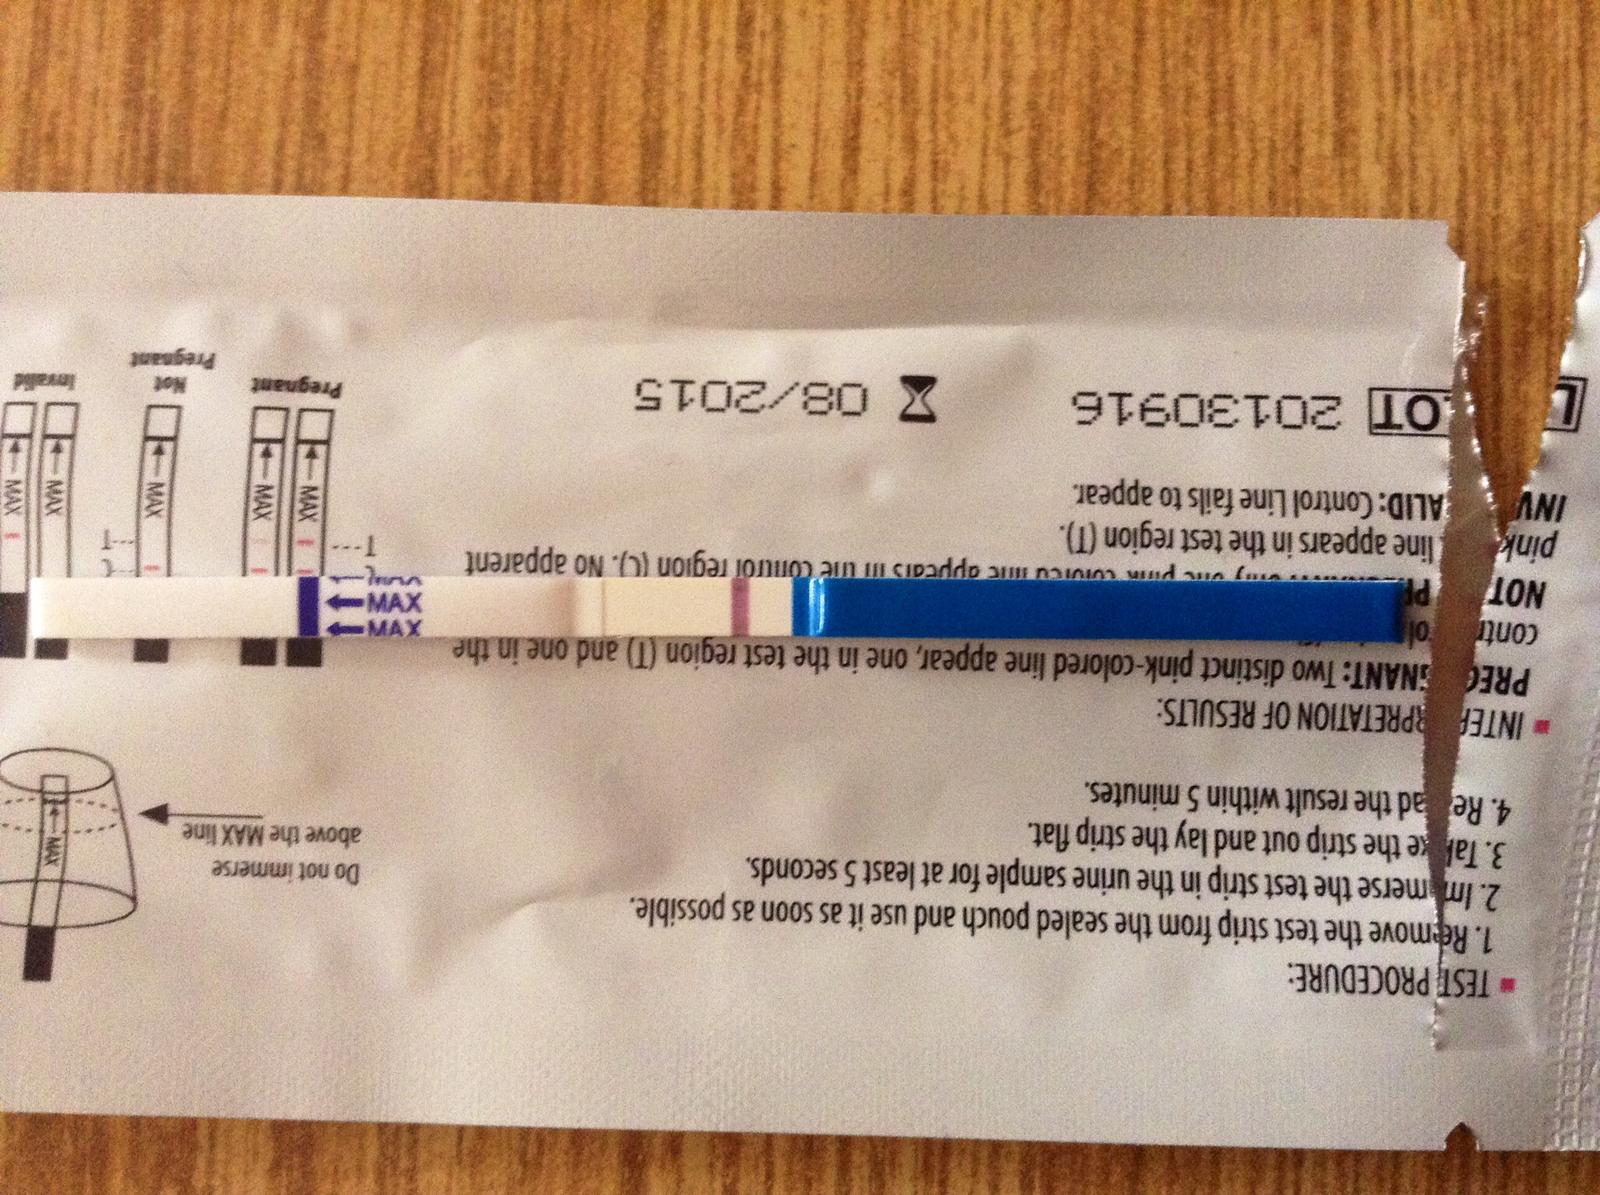 TEST PROCEDURE:
1. Remove the test strip from the sealed pouch and use it as soon as possible.
2. Immerse the test strip in the urine sample for at least 5 seconds.
3. Take the strip out and lay the strip flat.
4. Read the result within 5 minutes.
Do not immerse
above the MAX line
MAX
INTERPRETATION OF RESULTS:
PREGNANT: Two distinct pink-colored line appear, one in the test region (T) and one in the
NOT only one pink-colored line appears in the control region (C). No apparent
pink line appears in the test region (T).
INVALID: Control Line fails to appear.
LOT 20130916 08/2015
MAX
MAX
C
T
C
T
MAX MAX MAX MAX MAX
Pregnant
Not
Pregnant
Invalid